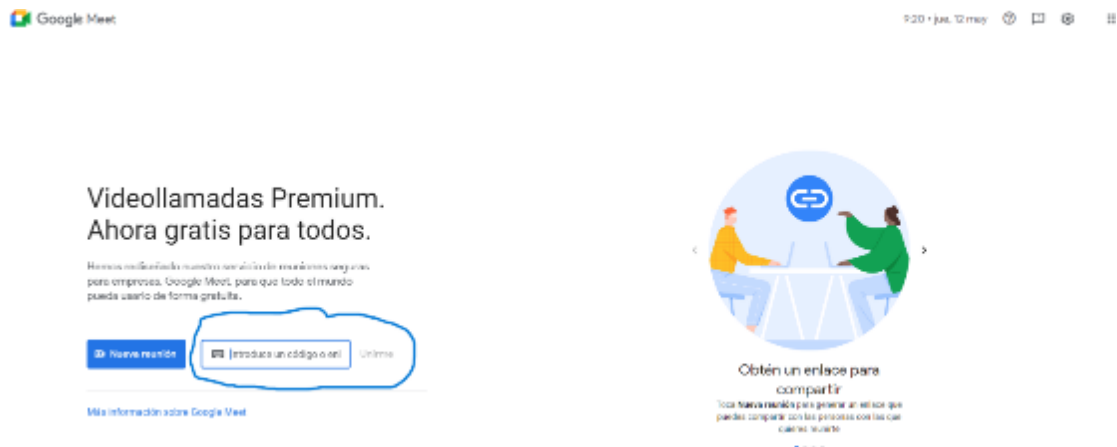 Google Meet
9:20 • jue, 12 may
Videollamadas Premium.
Ahora gratis para todos.
Hemos rediseñado nuestro servicio de reuniones seguras
para empresas, Google Meet, para que todo el mundo
pueda usarlo de forma gratuita.
Nueva reunión
Introduce un código o enl
Unirme
Más información sobre Google Meet
Obtén un enlace para
compartir
Toca Nueva reunión para generar un enlace que
puedes compartir con las personas con las que
quieres reunirte